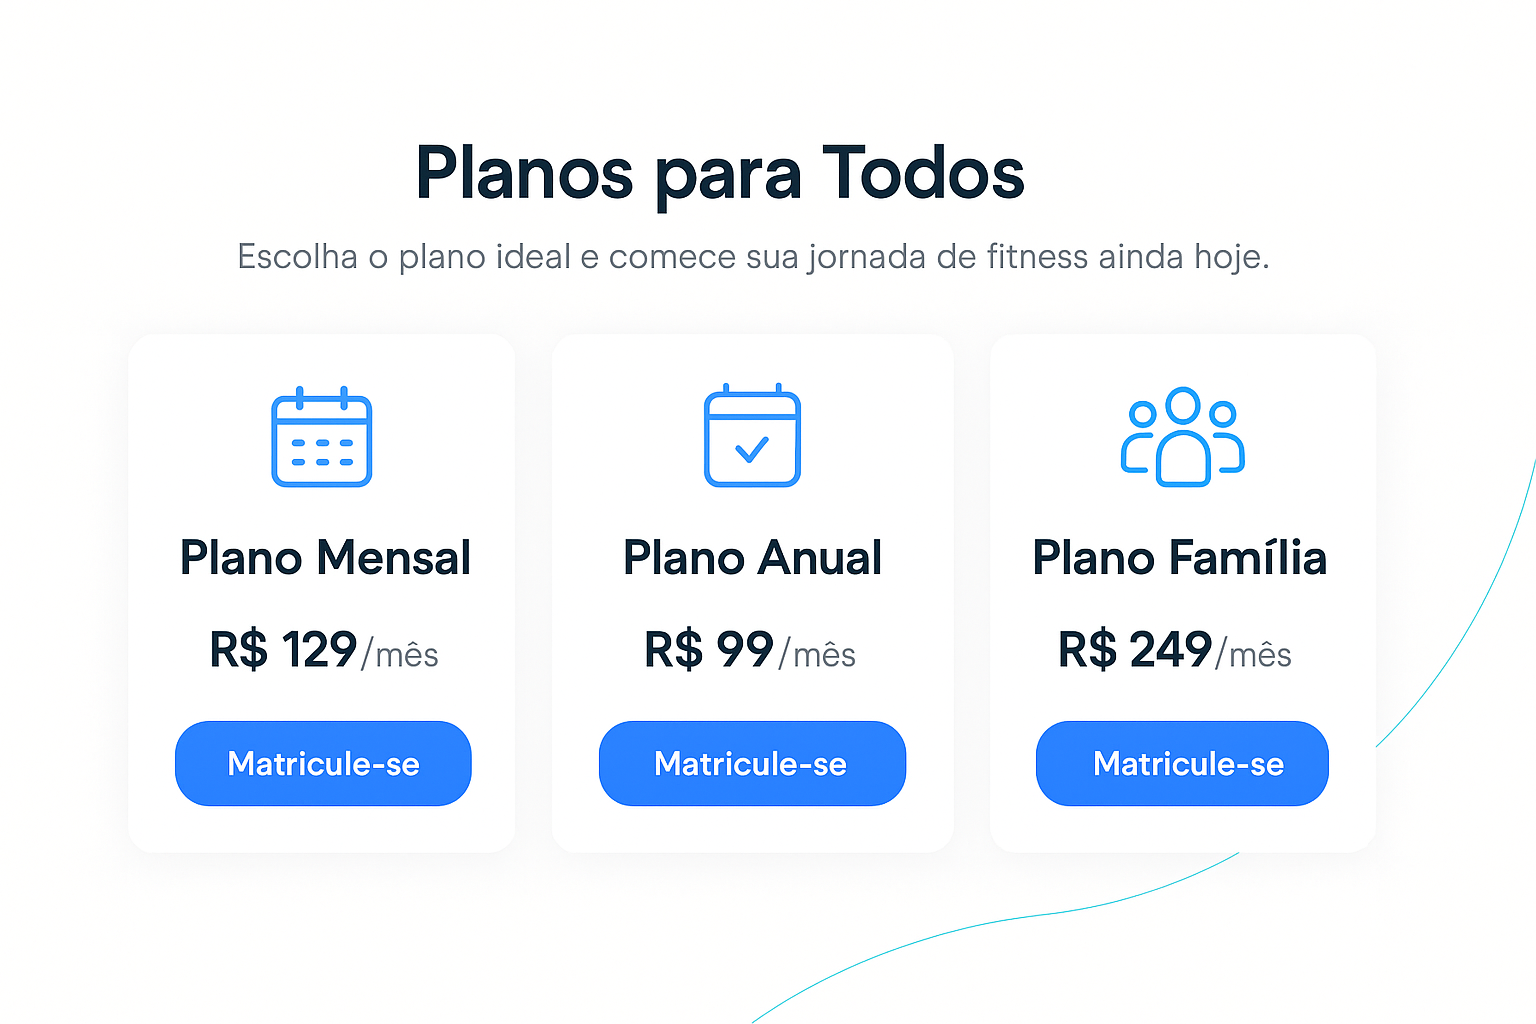 Planos para Todos
Escolha o plano ideal e comece sua jornada de fitness ainda hoje.
Plano Mensal
R$ 129/mês
Matricule-se
Plano Anual
R$ 99/mês
Matricule-se
Plano Família
R$ 249/mês
Matricule-se